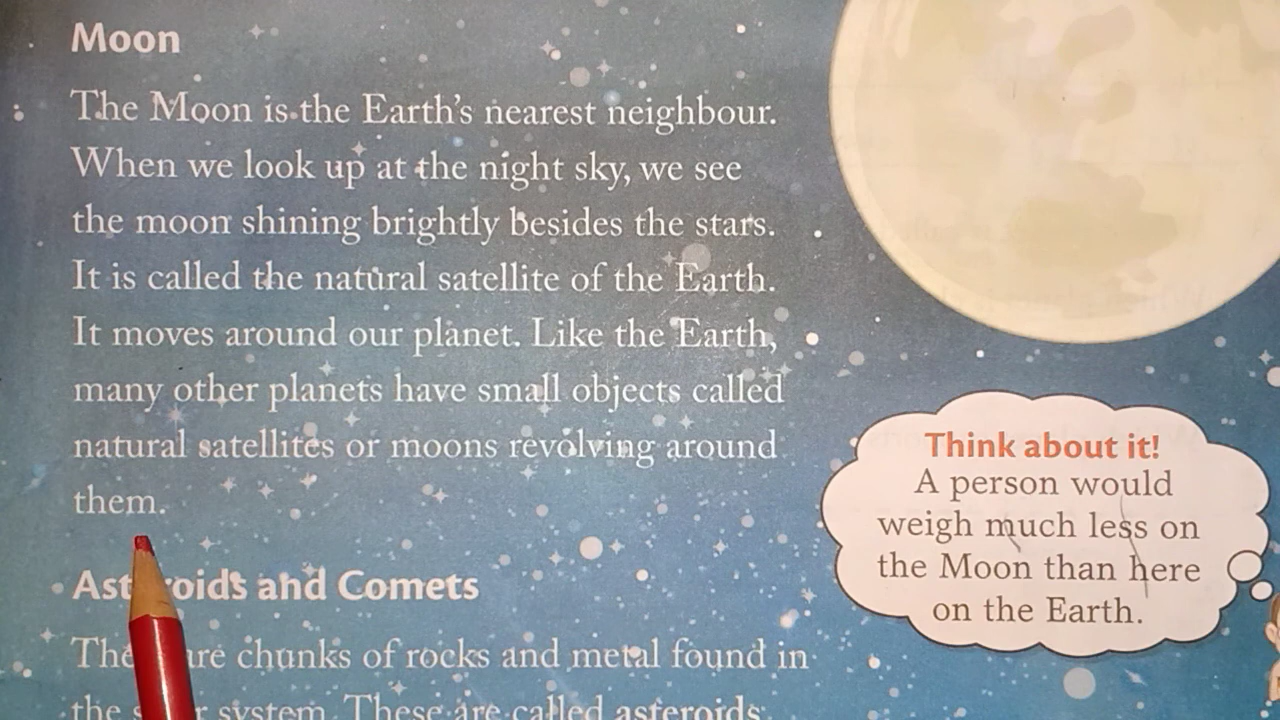 Moon
The Moon is the Earth's nearest neighbour.
When we look up at the night sky, we see
the moon shining brightly besides the stars.
It is called the natural satellite of the Earth.
It moves around our planet. Like the Earth,
many other planets have small objects called
natural satellites or moons revolving around
them.
Think about it!
A person would
weigh much less on
the Moon than here
on the Earth.
Asteroids and Comets
are chunks of rocks and metal found in
the system. These are called asteroids.